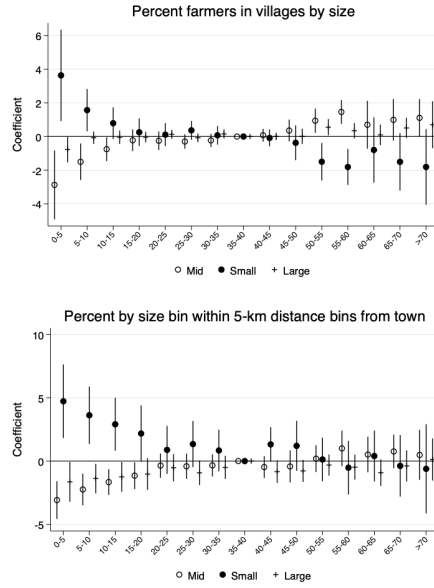 Percent farmers in villages by size
6
4
2
0
-2
-4
Coefficient
0-5 5-10 10-15 15-20 20-25 25-30 30-35 35-40 40-45 45-50 50-55 55-60 60-65 65-70 >70
Mid Small Large
Percent by size bin within 5-km distance bins from town
10
5
0
-5
Coefficient
0-5 5-10 10-15 15-20 20-25 25-30 30-35 35-40 40-45 45-50 50-55 55-60 60-65 65-70 >70
Mid Small Large